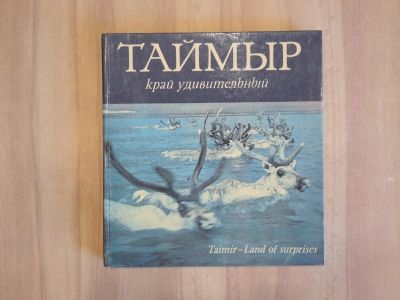 ТАЙМЫР
край удивительный
Taimir-Land of surprises